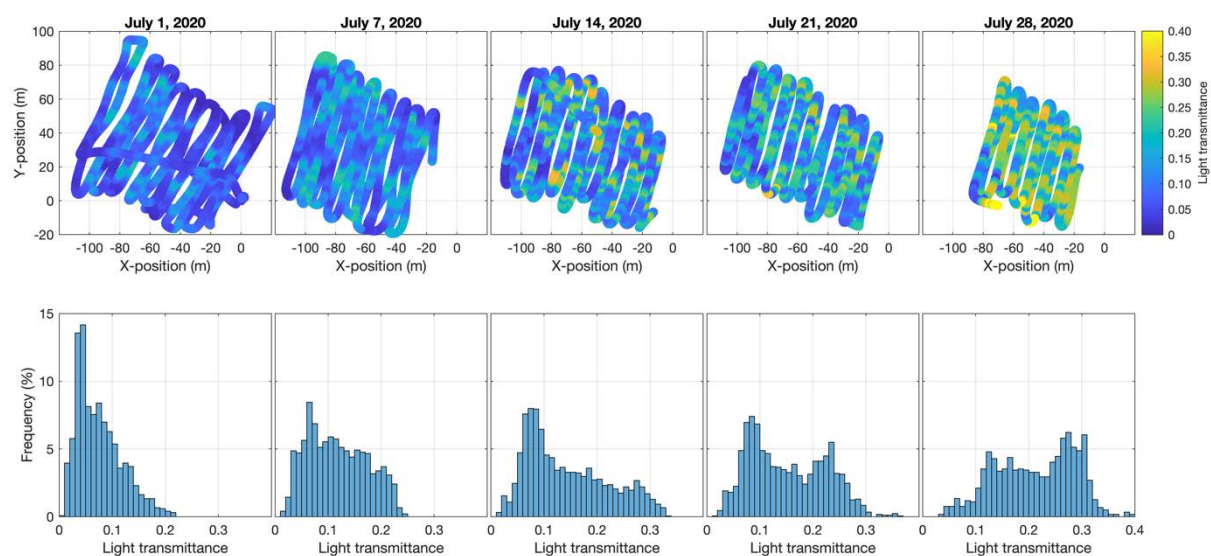 July 1, 2020
July 7, 2020
July 14, 2020
July 21, 2020
July 28, 2020
100
80
60
40
20
0
-20
Y-position (m)
-100 -80 -60 -40 -20 0
-100 -80 -60 -40 -20 0
-100 -80 -60 -40 -20 0
-100 -80 -60 -40 -20 0
-100 -80 -60 -40 -20 0
X-position (m)
X-position (m)
X-position (m)
X-position (m)
X-position (m)
0.40
0.35
0.30
0.25
0.20
0.15
0.10
0.05
0
Light transmittance
15
10
5
0
Frequency (%)
0 0.1 0.2 0.3
0.1 0.2 0.3
0.1 0.2 0.3
0.1 0.2 0.3
0.1 0.2 0.3 0.4
Light transmittance
Light transmittance
Light transmittance
Light transmittance
Light transmittance